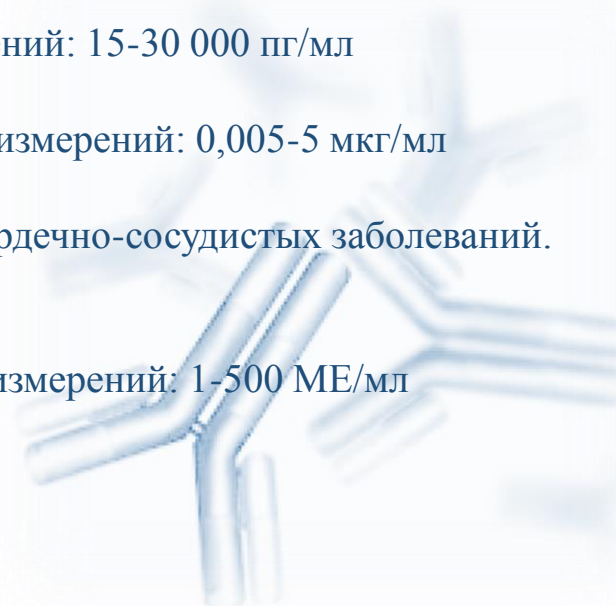 ений: 15-30 000 пг/мл
измерений: 0,005-5 мкг/мл
рдечно-сосудистых заболеваний.
измерений: 1-500 МЕ/мл